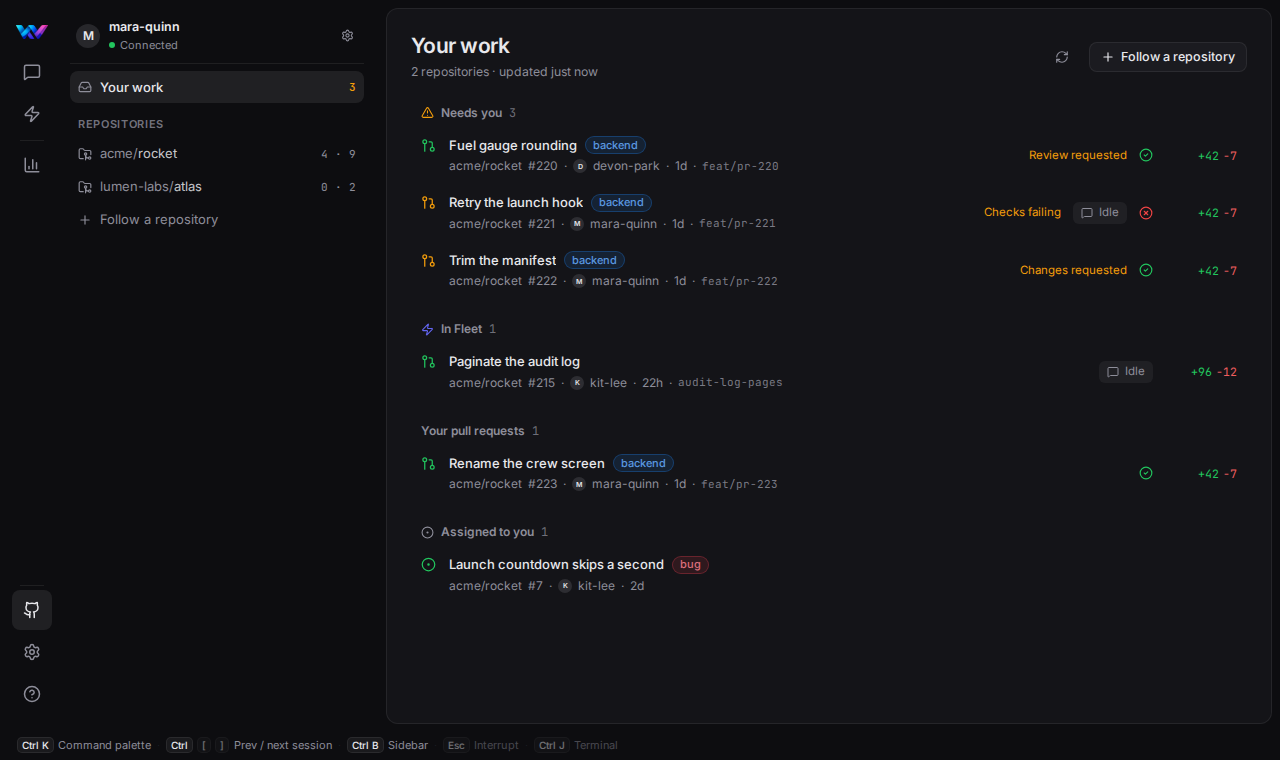 M
mara-quinn
Connected
Your work 3
REPOSITORIES
acme/rocket 4 · 9
lumen-labs/atlas 0 · 2
Follow a repository
Your work
2 repositories · updated just now
Follow a repository
Needs you 3
Fuel gauge rounding backend
acme/rocket #220 · D devon-park · 1d · feat/pr-220
Review requested +42 -7
Retry the launch hook backend
acme/rocket #221 · M mara-quinn · 1d · feat/pr-221
Checks failing Idle +42 -7
Trim the manifest backend
acme/rocket #222 · M mara-quinn · 1d · feat/pr-222
Changes requested +42 -7
In Fleet 1
Paginate the audit log
acme/rocket #215 · K kit-lee · 22h · audit-log-pages
Idle +96 -12
Your pull requests 1
Rename the crew screen backend
acme/rocket #223 · M mara-quinn · 1d · feat/pr-223
+42 -7
Assigned to you 1
Launch countdown skips a second bug
acme/rocket #7 · K kit-lee · 2d
Ctrl K Command palette Ctrl [ ] Prev / next session Ctrl B Sidebar Esc Interrupt Ctrl J Terminal